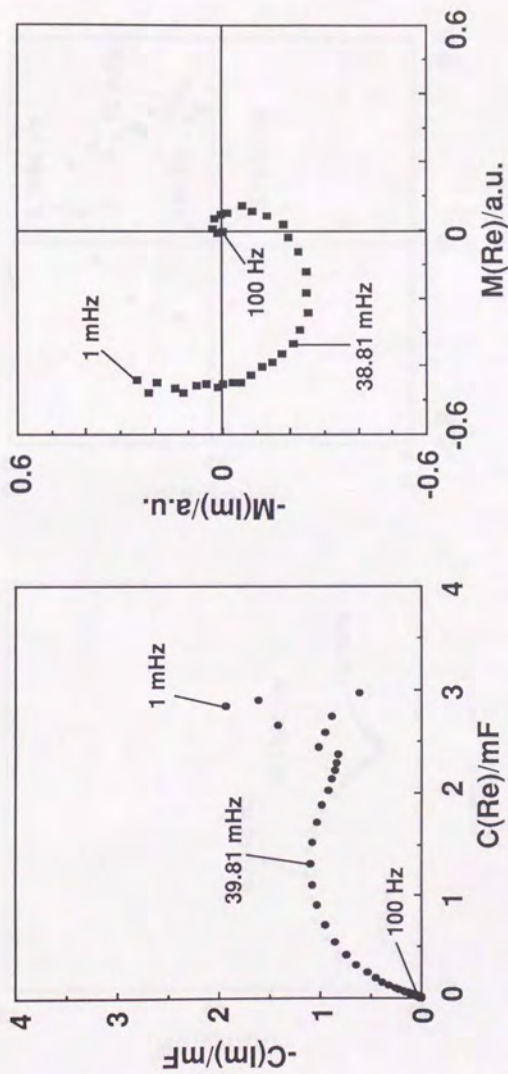 -C(Im)/mF
4
3
2
1
0
1 mHz
39.81 mHz
100 Hz
0
1
2
3
4
C(Re)/mF
-M(Im)/a.u.
0.6
0
-0.6
1 mHz
100 Hz
38.81 mHz
-0.6
0
0.6
M(Re)/a.u.